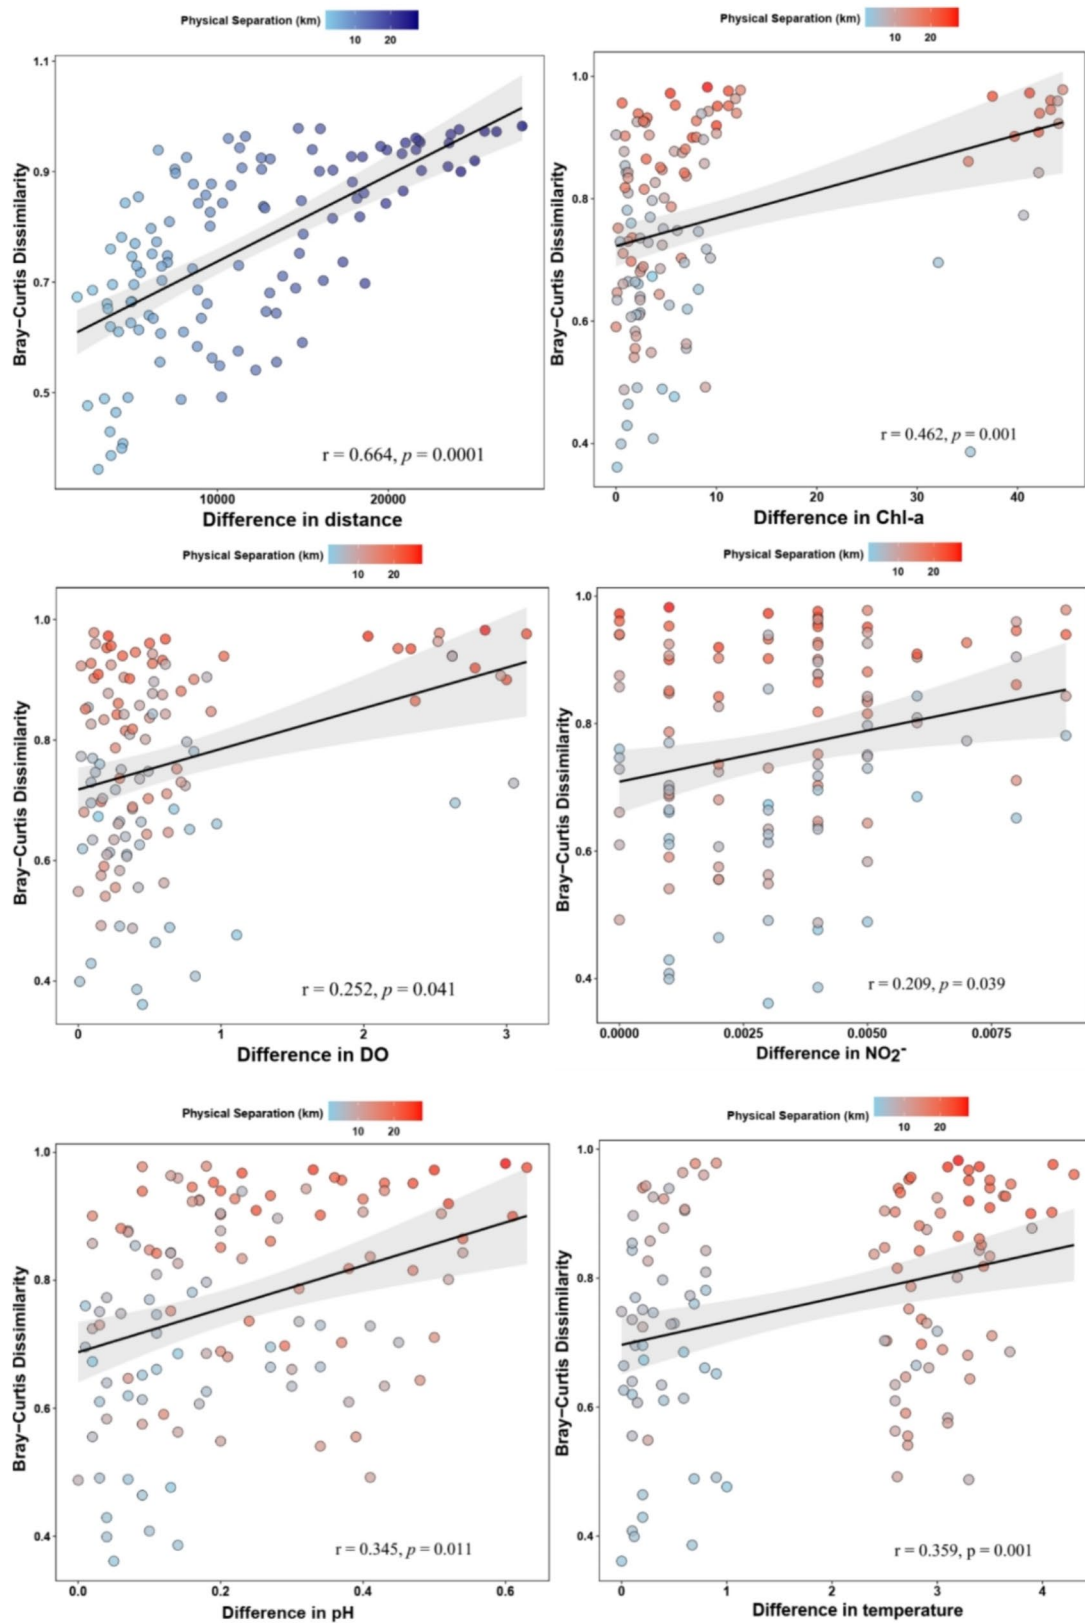 Physical Separation (km)
10 20
1.1
0.9
0.7
0.5
Bray−Curtis Dissimilarity
r = 0.664, p = 0.0001
10000 20000
Difference in distance
Physical Separation (km)
10 20
1.0
0.8
0.6
0.4
Bray−Curtis Dissimilarity
r = 0.462, p = 0.001
0 10 20 30 40
Difference in Chl-a
Physical Separation (km)
10 20
1.0
0.8
0.6
0.4
Bray−Curtis Dissimilarity
r = 0.252, p = 0.041
0 1 2 3
Difference in DO
Physical Separation (km)
10 20
1.0
0.8
0.6
0.4
Bray−Curtis Dissimilarity
r = 0.209, p = 0.039
0.0000 0.0025 0.0050 0.0075
Difference in NO2-
Physical Separation (km)
10 20
1.0
0.8
0.6
0.4
Bray−Curtis Dissimilarity
r = 0.345, p = 0.011
0.0 0.2 0.4 0.6
Difference in pH
Physical Separation (km)
10 20
1.0
0.8
0.6
0.4
Bray−Curtis Dissimilarity
r = 0.359, p = 0.001
0 1 2 3 4
Difference in temperature